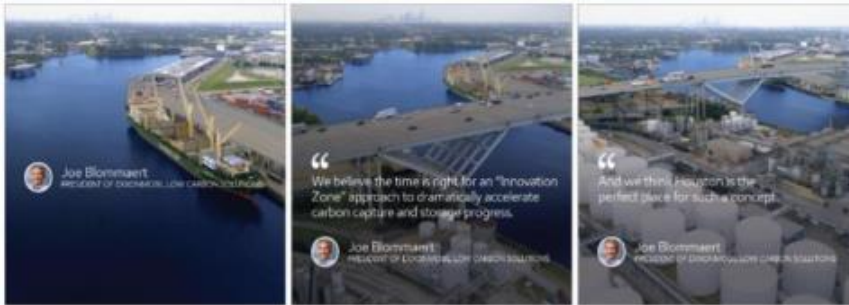 Joe Blommaert
PRESIDENT OF EXXONMOBIL LOW CARBON SOLUTIONS
“
We believe the time is right for an "Innovation
Zone" approach to dramatically accelerate
carbon capture and storage progress.
Joe Blommaert
PRESIDENT OF EXXONMOBIL LOW CARBON SOLUTIONS
“
And we think Houston is the
perfect place for such a concept.
Joe Blommaert
PRESIDENT OF EXXONMOBIL LOW CARBON SOLUTIONS